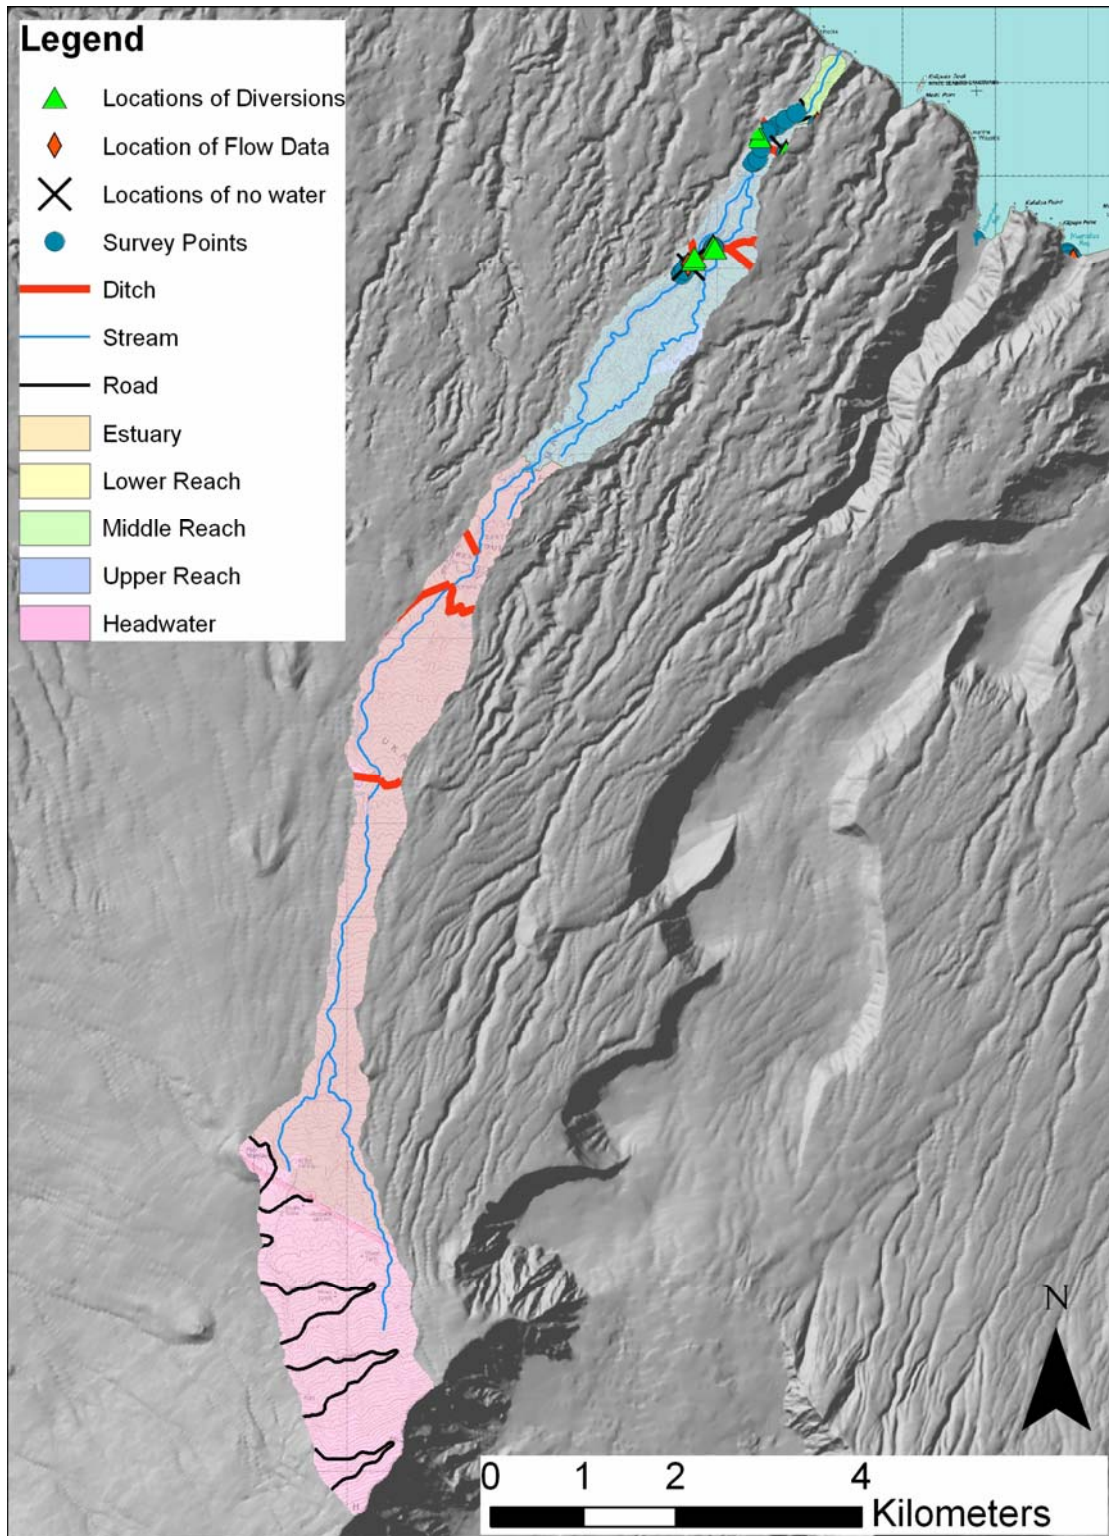 Legend
Locations of Diversions
Location of Flow Data
Locations of no water
Survey Points
Ditch
Stream
Road
Estuary
Lower Reach
Middle Reach
Upper Reach
Headwater
N
0 1 2 4
Kilometers